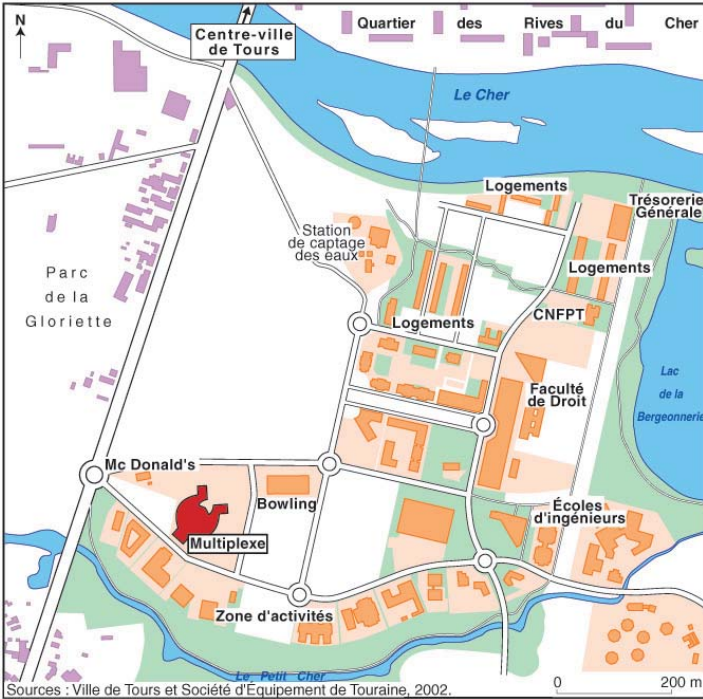 N
Quartier des Rives du Cher
Centre-ville
de Tours
Le Cher
Logements
Trésorerie
Générale
Station
de captage
des eaux
Logements
Parc
de la
Gloriette
CNFPT
Logements
Lac
de la
Bergeonnerie
Faculté
de Droit
Mc Donald's
Bowling
Écoles
d'ingénieurs
Multiplexe
Zone d'activités
Le Petit Cher
0 200 m
Sources : Ville de Tours et Société d'Équipement de Touraine, 2002.